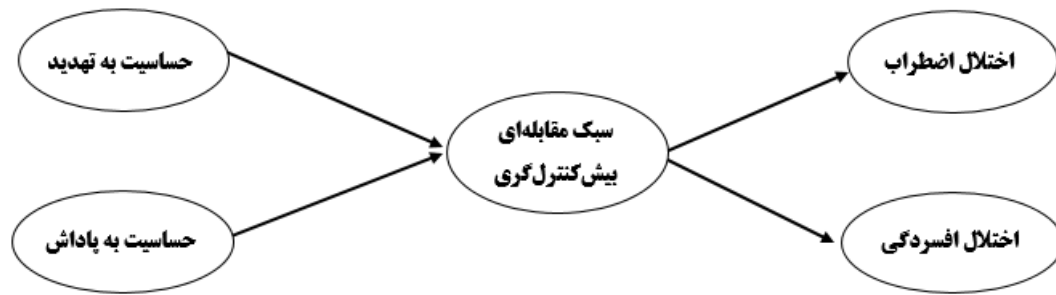 حساسیت به تهدید
اختلال اضطراب
سبک مقابله‌ای
بیش‌کنترل‌گری
حساسیت به پاداش
اختلال افسردگی